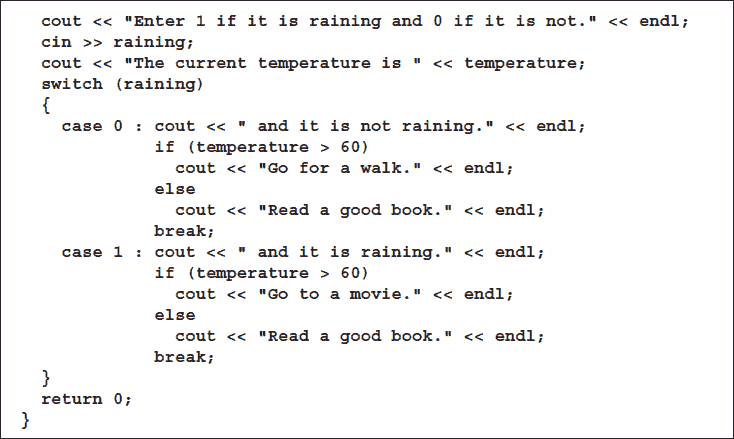 cout << "Enter 1 if it is raining and 0 if it is not." << endl;
cin >> raining;
cout << "The current temperature is " << temperature;
switch (raining)
{
case 0 : cout << " and it is not raining." << endl;
if (temperature > 60)
cout << "Go for a walk." << endl;
else
cout << "Read a good book." << endl;
break;
case 1 : cout << " and it is raining." << endl;
if (temperature > 60)
cout << "Go to a movie." << endl;
else
cout << "Read a good book." << endl;
break;
}
return 0;
}